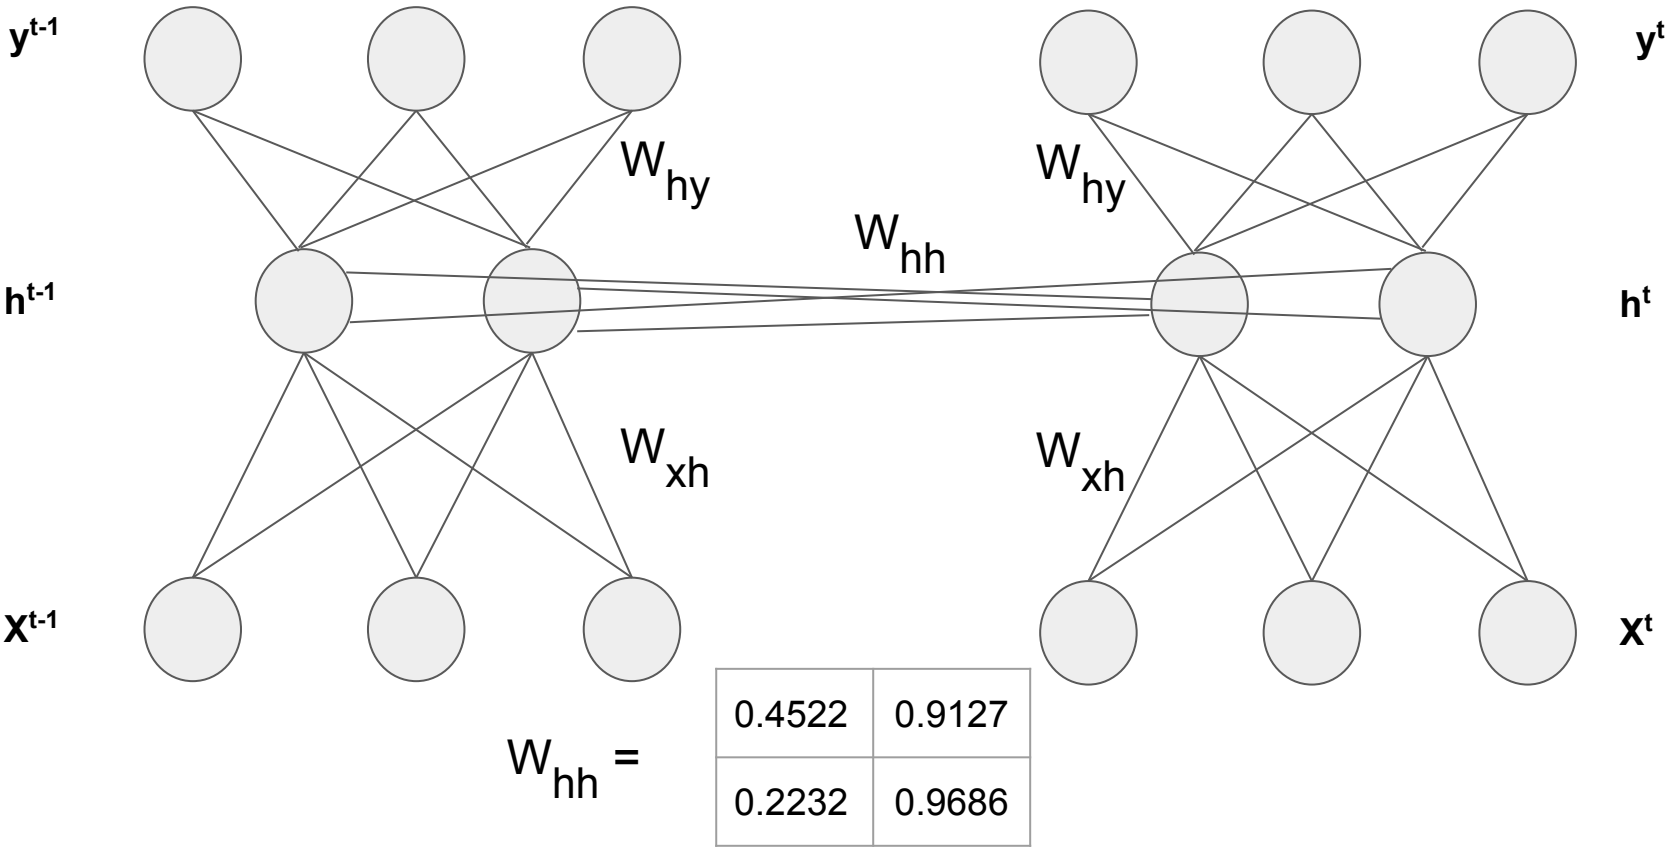 y^t-1
y^t
W_hy
W_hy
W_hh
h^t-1
h^t
W_xh
W_xh
X^t-1
X^t
W_hh =
0.4522 0.9127
0.2232 0.9686